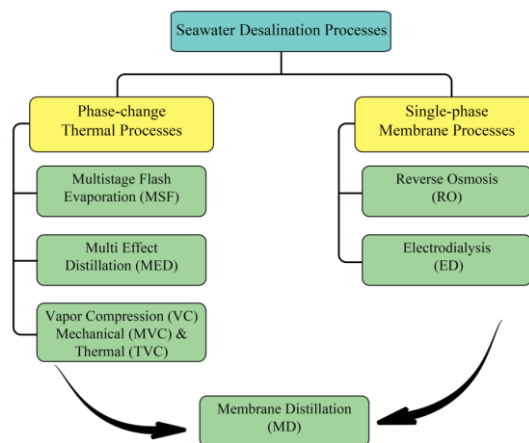 Seawater Desalination Processes
Phase-change
Thermal Processes
Multistage Flash
Evaporation (MSF)
Multi Effect
Distillation (MED)
Vapor Compression (VC)
Mechanical (MVC) &
Thermal (TVC)
Single-phase
Membrane Processes
Reverse Osmosis
(RO)
Electrodialysis
(ED)
Membrane Distillation
(MD)